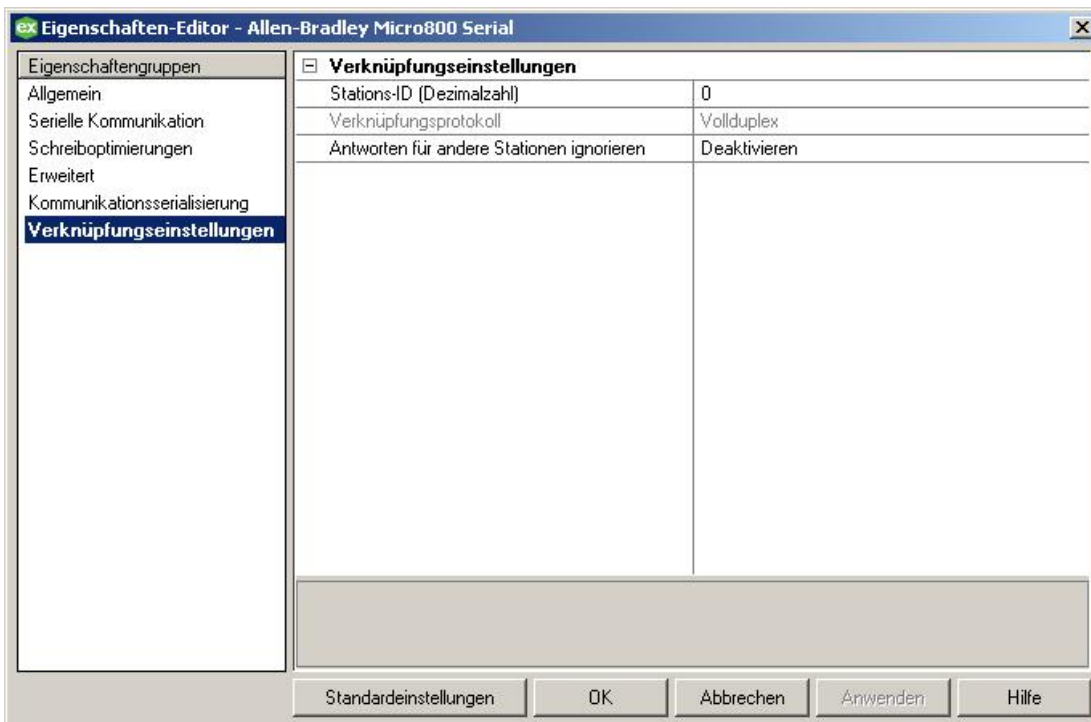 ex Eigenschaften-Editor - Allen-Bradley Micro800 Serial
Eigenschaftengruppen
Allgemein
Serielle Kommunikation
Schreiboptimierungen
Erweitert
Kommunikationsserialisierung
Verknüpfungseinstellungen
Verknüpfungseinstellungen
Stations-ID (Dezimalzahl) 0
Verknüpfungsprotokoll Vollduplex
Antworten für andere Stationen ignorieren Deaktivieren
Standardeinstellungen OK Abbrechen Anwenden Hilfe